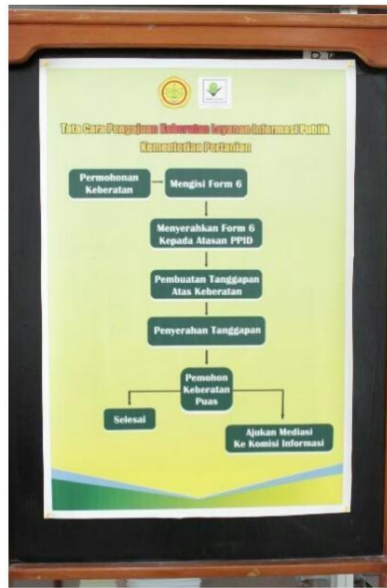 Tata Cara Pengajuan Keberatan Layanan Informasi Publik
Kementerian Pertanian
Permohonan
Keberatan
Mengisi Form 6
Menyerahkan Form 6
Kepada Atasan PPID
Pembuatan Tanggapan
Atas Keberatan
Penyerahan Tanggapan
Pemohon
Keberatan
Puas
Selesai
Ajukan Mediasi
Ke Komisi Informasi